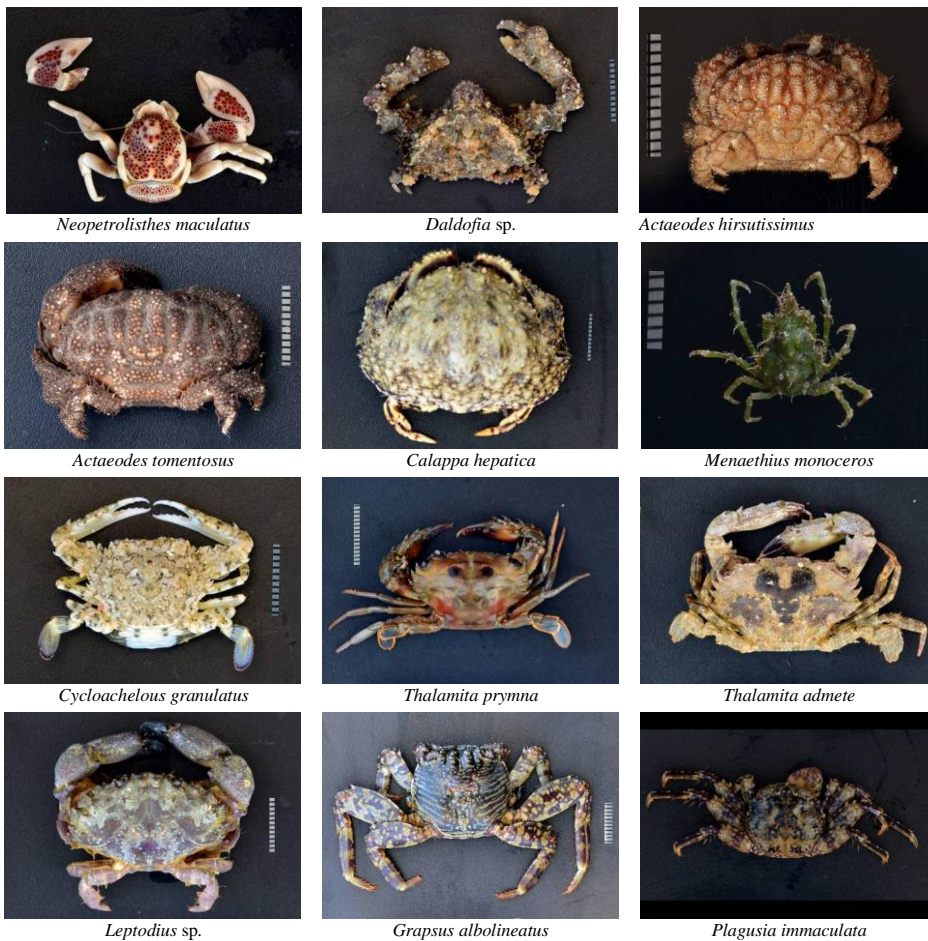 Neopetrolisthes maculatus
Daldofia sp.
Actaeodes hirsutissimus
Actaeodes tomentosus
Calappa hepatica
Menaethius monoceros
Cycloachelous granulatus
Thalamita prymna
Thalamita admete
Leptodius sp.
Grapsus albolineatus
Plagusia immaculata